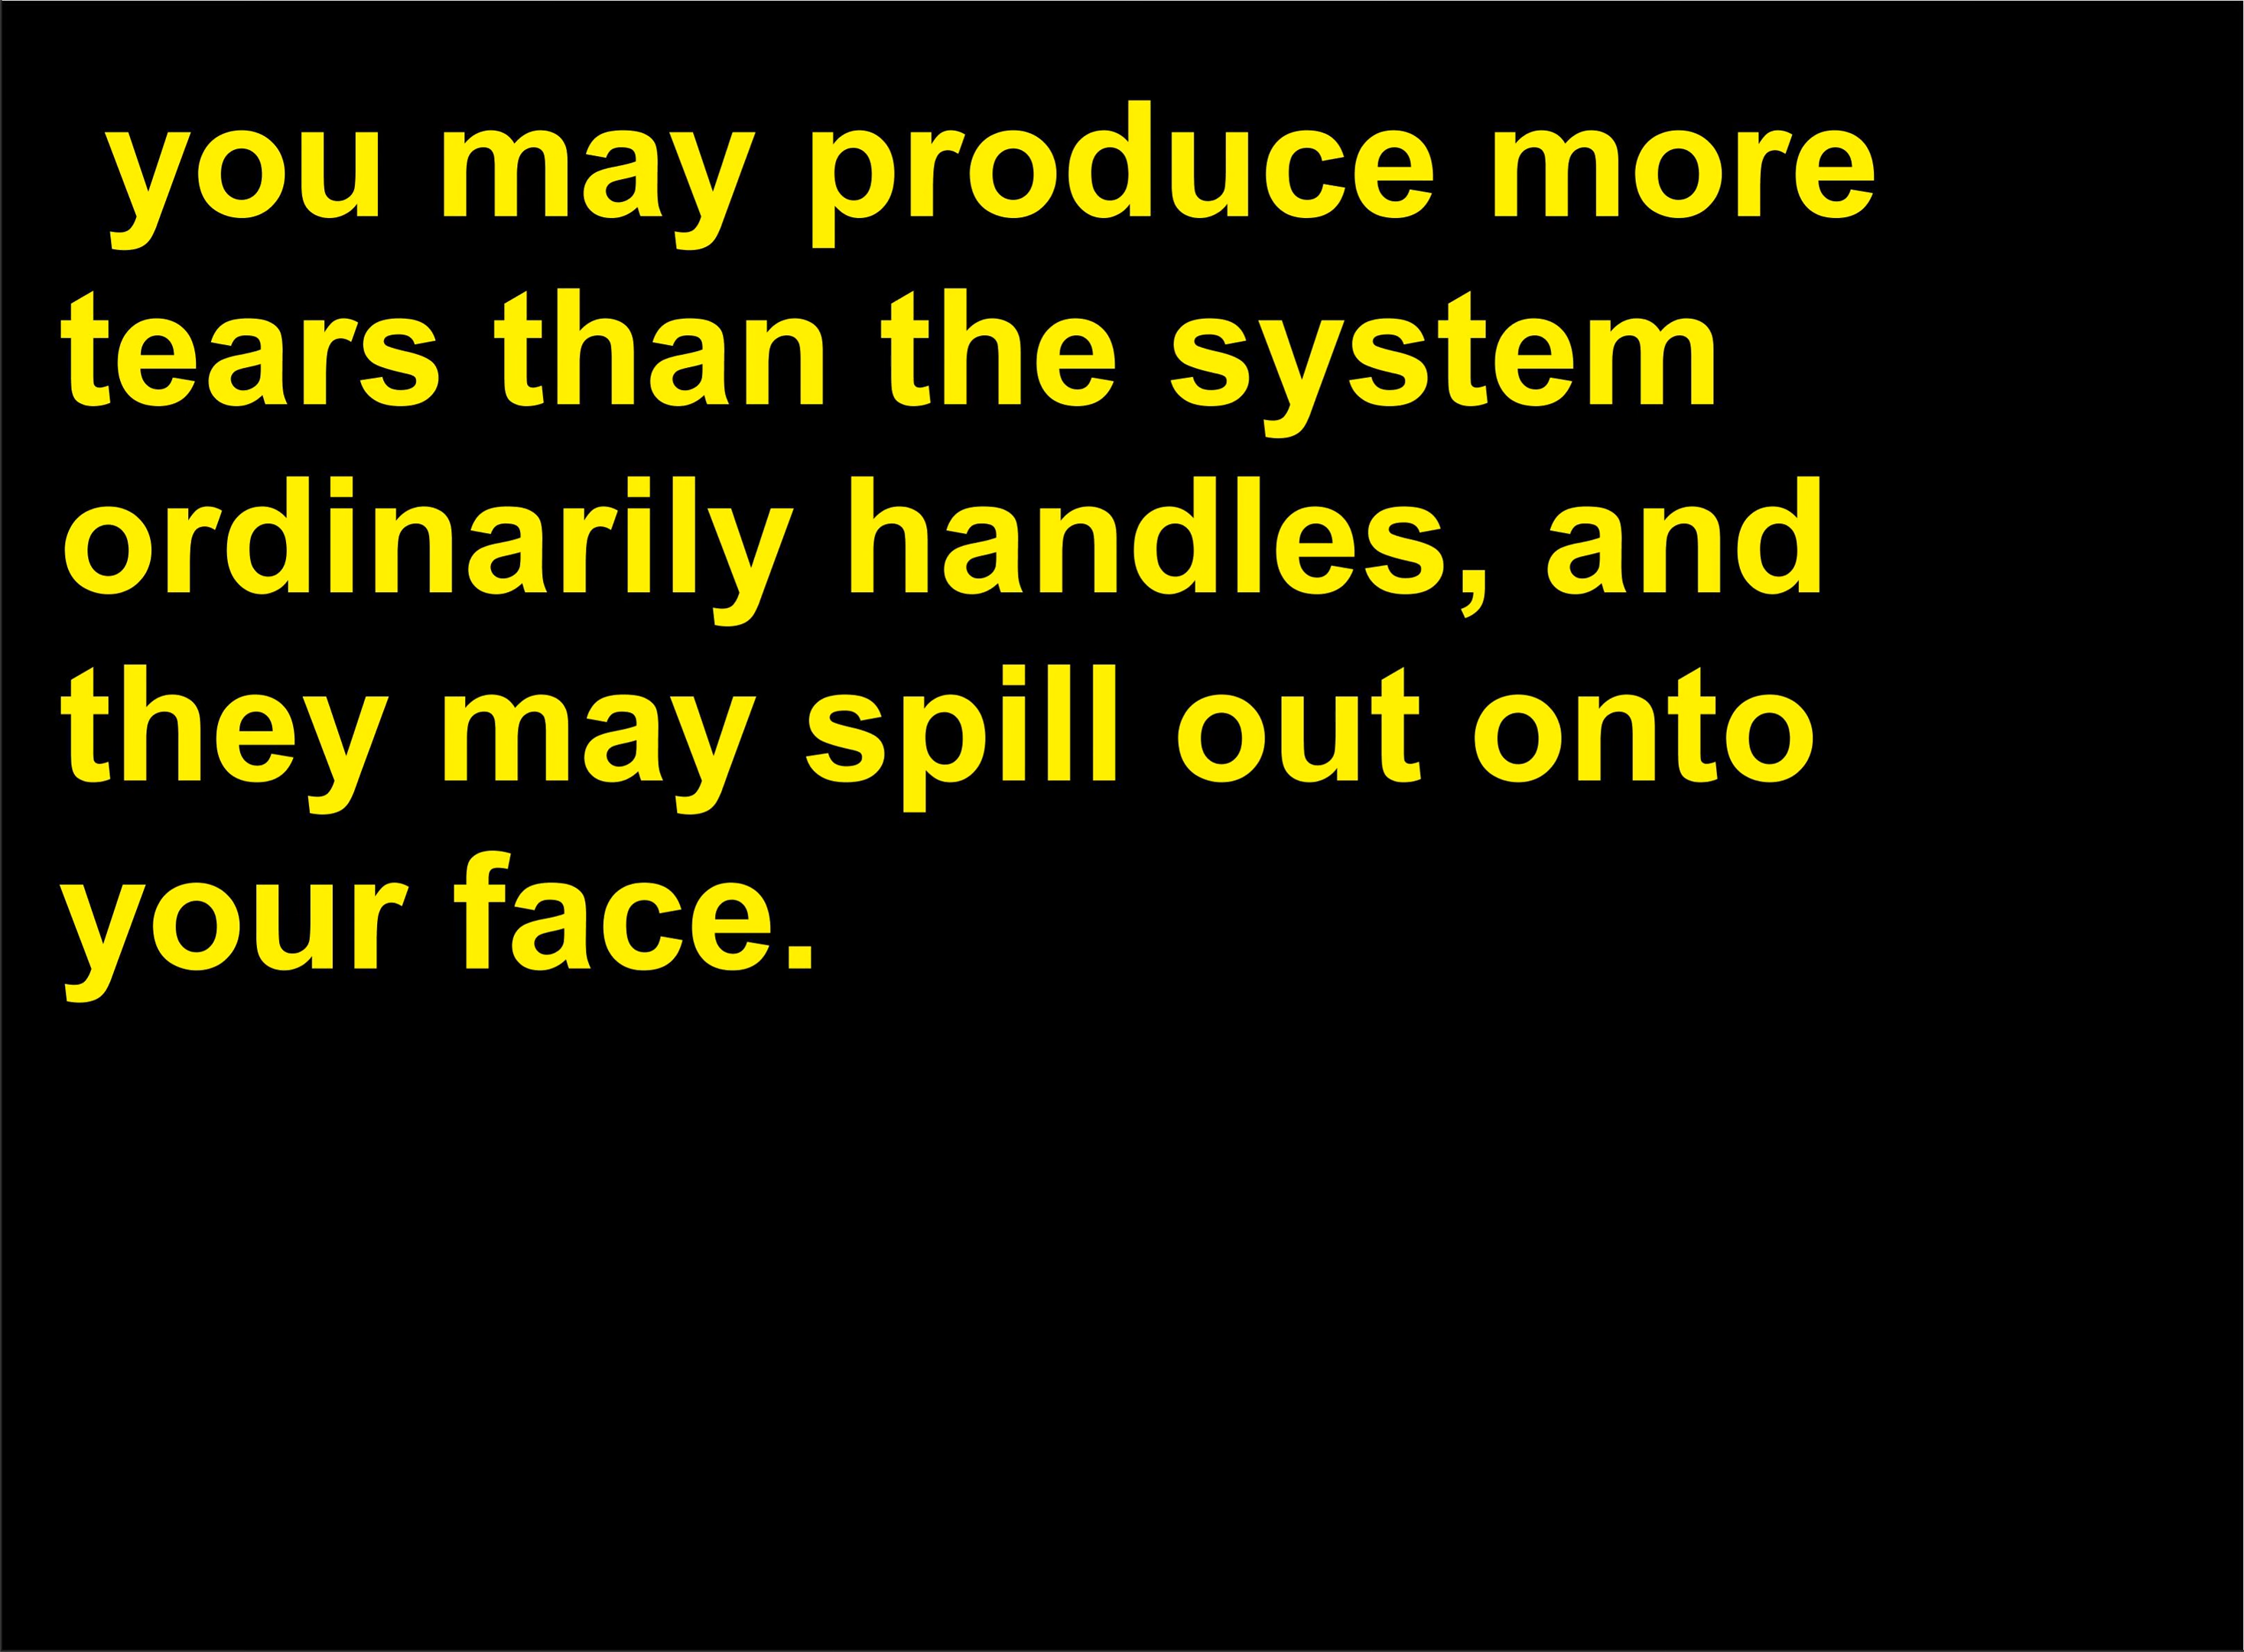 you may produce more
tears than the system
ordinarily handles, and
they may spill out onto
your face.